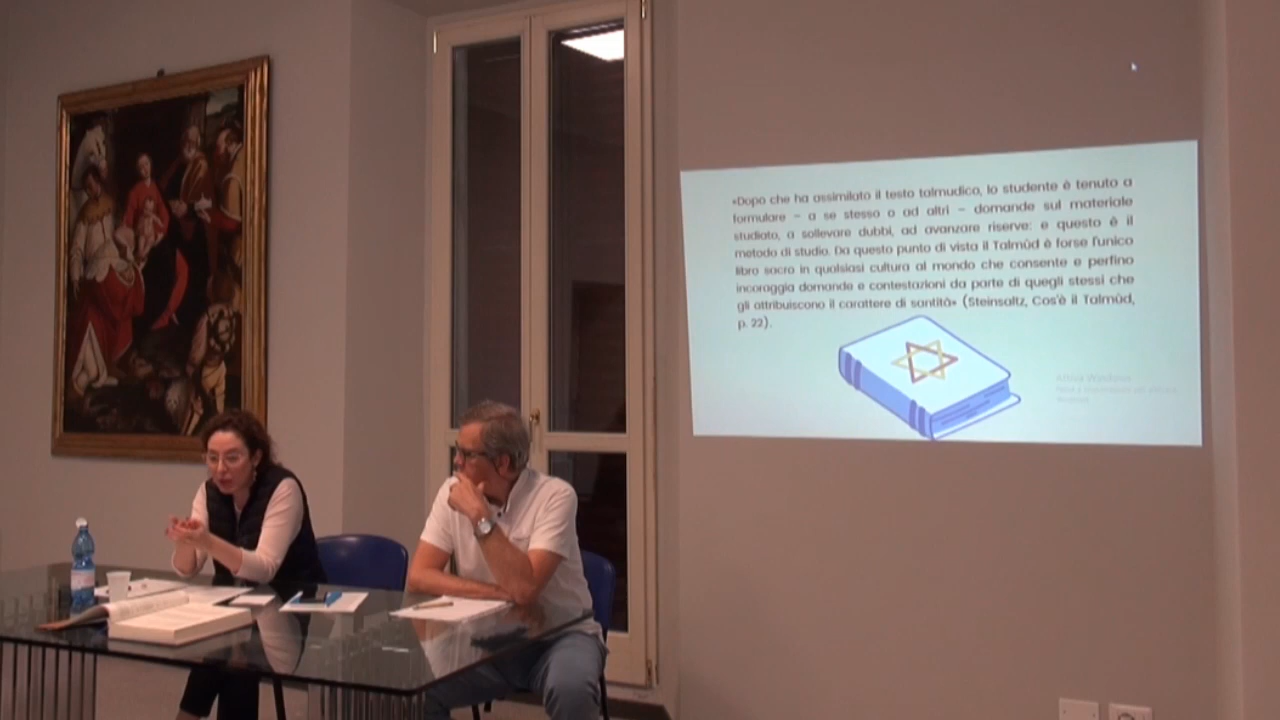 «Dopo che ha assimilato il testo talmudico, lo studente è tenuto a
formulare – a se stesso o ad altri – domande sul materiale
studiato, a sollevare dubbi, ad avanzare riserve: e questo è il
metodo di studio. Da questo punto di vista il Talmùd è forse l'unico
libro sacro in qualsiasi cultura al mondo che consente e perfino
incoraggia domande e contestazioni da parte di quegli stessi che
gli attribuiscono il carattere di santità» (Steinsaltz, Cos'è il Talmùd,
p. 22).